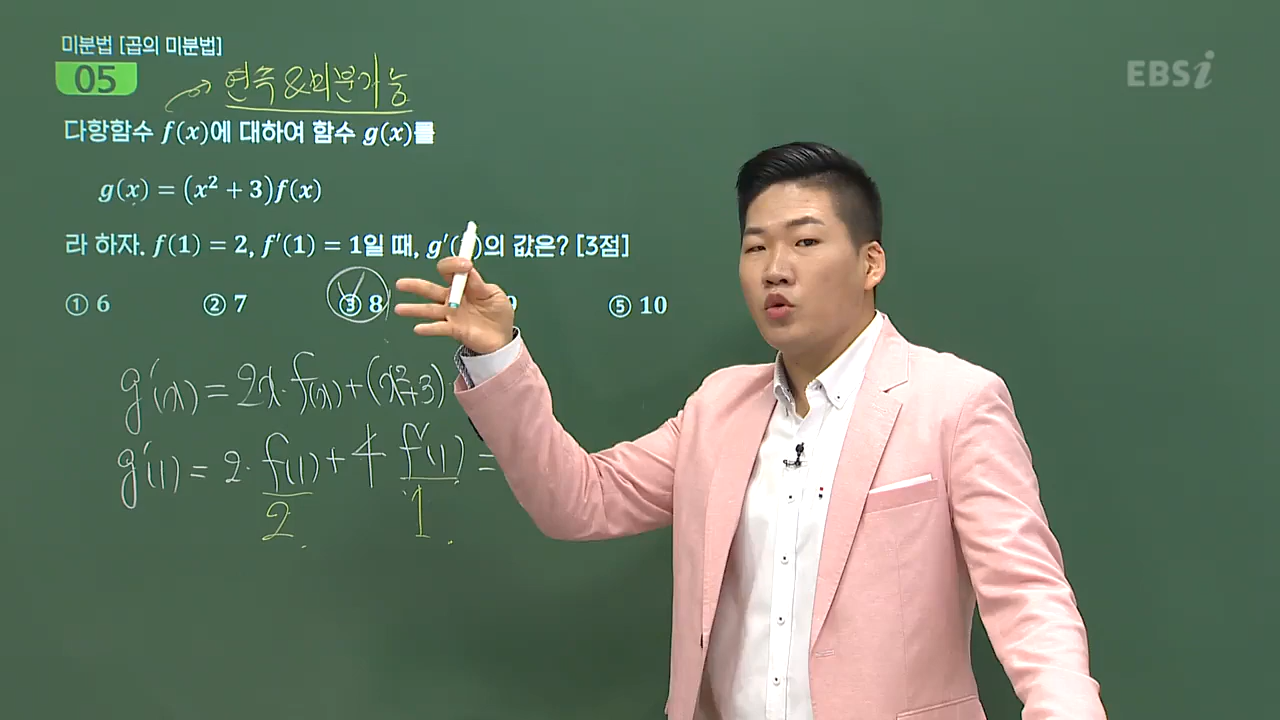 미분법 [곱의 미분법]
EBSi
05
→ 연속 & 미분가능
다항함수 f(x)에 대하여 함수 g(x)를
g(x) = (x² + 3)f(x)
라 하자. f(1) = 2, f′(1) = 1일 때, g′( )의 값은? [3점]
① 6 ② 7 ③ 8 9 ⑤ 10
g′(x) = 2x·f(x) + (x²+3)
g′(1) = 2·f(1) + 4 f′(1) =
2 1